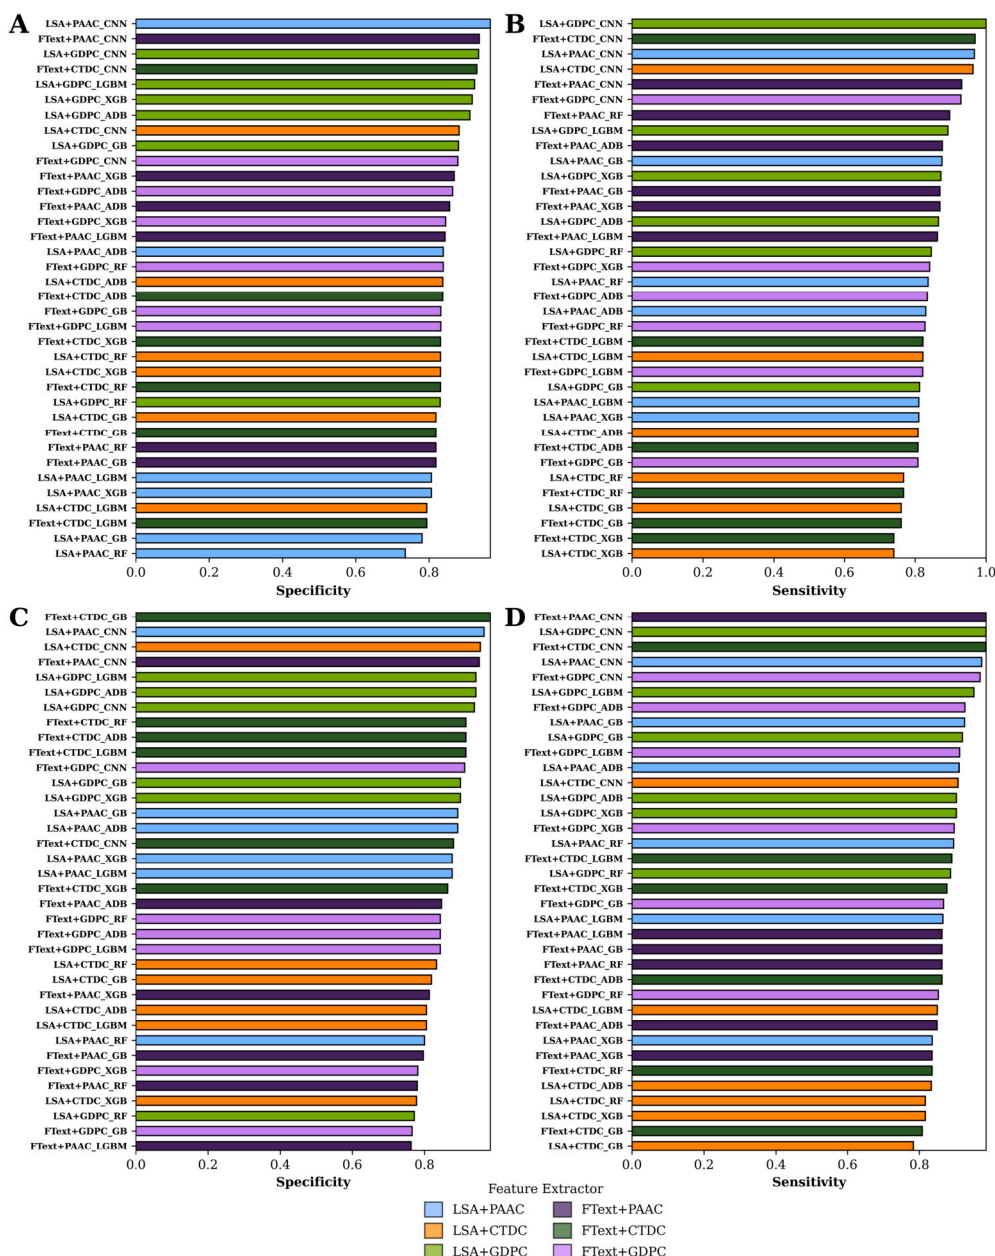 A
LSA+PAAC_CNN
FText+PAAC_CNN
LSA+GDPC_CNN
FText+CTDC_CNN
LSA+GDPC_LGBM
LSA+GDPC_XGB
LSA+GDPC_ADB
LSA+CTDC_CNN
LSA+GDPC_GB
FText+GDPC_CNN
FText+PAAC_XGB
FText+GDPC_ADB
FText+PAAC_ADB
FText+GDPC_XGB
FText+PAAC_LGBM
LSA+PAAC_ADB
FText+GDPC_RF
LSA+CTDC_ADB
FText+CTDC_ADB
FText+GDPC_GB
FText+GDPC_LGBM
FText+CTDC_XGB
LSA+CTDC_RF
LSA+CTDC_XGB
FText+CTDC_RF
LSA+GDPC_RF
LSA+CTDC_GB
FText+CTDC_GB
FText+PAAC_RF
FText+PAAC_GB
LSA+PAAC_LGBM
LSA+PAAC_XGB
LSA+CTDC_LGBM
FText+CTDC_LGBM
LSA+PAAC_GB
LSA+PAAC_RF
0.0 0.2 0.4 0.6 0.8
Specificity
B
LSA+GDPC_CNN
FText+CTDC_CNN
LSA+PAAC_CNN
LSA+CTDC_CNN
FText+PAAC_CNN
FText+GDPC_CNN
FText+PAAC_RF
LSA+GDPC_LGBM
FText+PAAC_ADB
LSA+PAAC_GB
LSA+GDPC_XGB
FText+PAAC_GB
FText+PAAC_XGB
LSA+GDPC_ADB
FText+PAAC_LGBM
LSA+GDPC_RF
FText+GDPC_XGB
LSA+PAAC_RF
FText+GDPC_ADB
LSA+PAAC_ADB
FText+GDPC_RF
FText+CTDC_LGBM
LSA+CTDC_LGBM
FText+GDPC_LGBM
LSA+GDPC_GB
LSA+PAAC_LGBM
LSA+PAAC_XGB
LSA+CTDC_ADB
FText+CTDC_ADB
FText+GDPC_GB
LSA+CTDC_RF
FText+CTDC_RF
LSA+CTDC_GB
FText+CTDC_GB
FText+CTDC_XGB
LSA+CTDC_XGB
0.0 0.2 0.4 0.6 0.8 1.0
Sensitivity
C
FText+CTDC_GB
LSA+PAAC_CNN
LSA+CTDC_CNN
FText+PAAC_CNN
LSA+GDPC_LGBM
LSA+GDPC_ADB
LSA+GDPC_CNN
FText+CTDC_RF
FText+CTDC_ADB
FText+CTDC_LGBM
FText+GDPC_CNN
LSA+GDPC_GB
LSA+GDPC_XGB
LSA+PAAC_GB
LSA+PAAC_ADB
FText+CTDC_CNN
LSA+PAAC_XGB
LSA+PAAC_LGBM
FText+CTDC_XGB
FText+PAAC_ADB
FText+GDPC_RF
FText+GDPC_ADB
FText+GDPC_LGBM
LSA+CTDC_RF
LSA+CTDC_GB
FText+PAAC_XGB
LSA+CTDC_ADB
LSA+CTDC_LGBM
LSA+PAAC_RF
FText+PAAC_GB
FText+GDPC_XGB
FText+PAAC_RF
LSA+CTDC_XGB
LSA+GDPC_RF
FText+GDPC_GB
FText+PAAC_LGBM
0.0 0.2 0.4 0.6 0.8
Specificity
D
FText+PAAC_CNN
LSA+GDPC_CNN
FText+CTDC_CNN
LSA+PAAC_CNN
FText+GDPC_CNN
LSA+GDPC_LGBM
FText+GDPC_ADB
LSA+PAAC_GB
LSA+GDPC_GB
FText+GDPC_LGBM
LSA+PAAC_ADB
LSA+CTDC_CNN
LSA+GDPC_ADB
LSA+GDPC_XGB
FText+GDPC_XGB
LSA+PAAC_RF
FText+CTDC_LGBM
LSA+GDPC_RF
FText+CTDC_XGB
FText+GDPC_GB
LSA+PAAC_LGBM
FText+PAAC_LGBM
FText+PAAC_GB
FText+PAAC_RF
FText+CTDC_ADB
FText+GDPC_RF
LSA+CTDC_LGBM
FText+PAAC_ADB
LSA+PAAC_XGB
FText+PAAC_XGB
FText+CTDC_RF
LSA+CTDC_ADB
LSA+CTDC_RF
LSA+CTDC_XGB
FText+CTDC_GB
LSA+CTDC_GB
0.0 0.2 0.4 0.6 0.8
Sensitivity
Feature Extractor
LSA+PAAC FText+PAAC
LSA+CTDC FText+CTDC
LSA+GDPC FText+GDPC